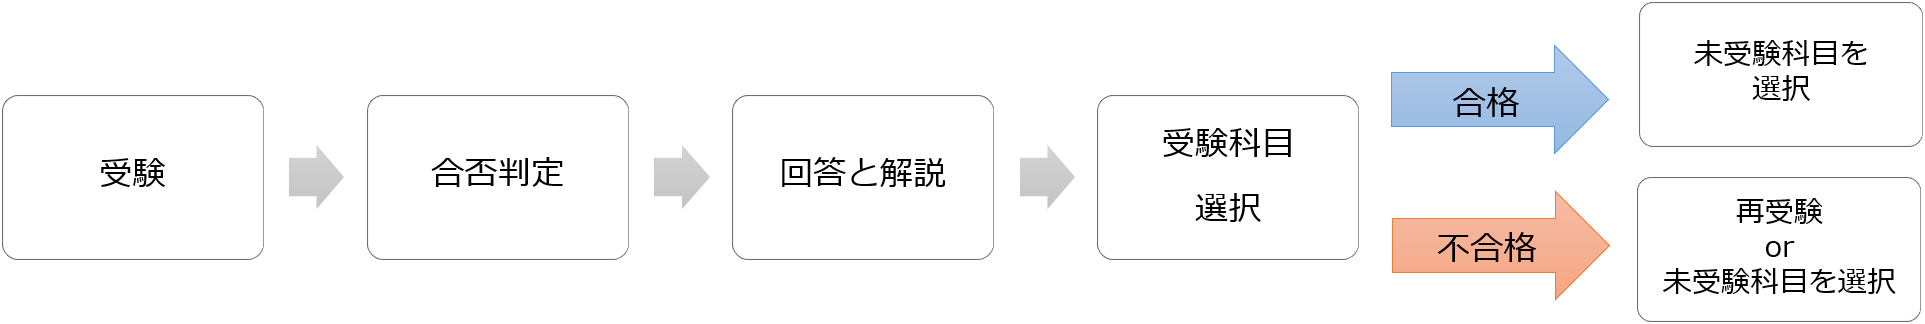 受験
合否判定
回答と解説
受験科目
選択
合格
未受験科目を
選択
不合格
再受験
or
未受験科目を選択